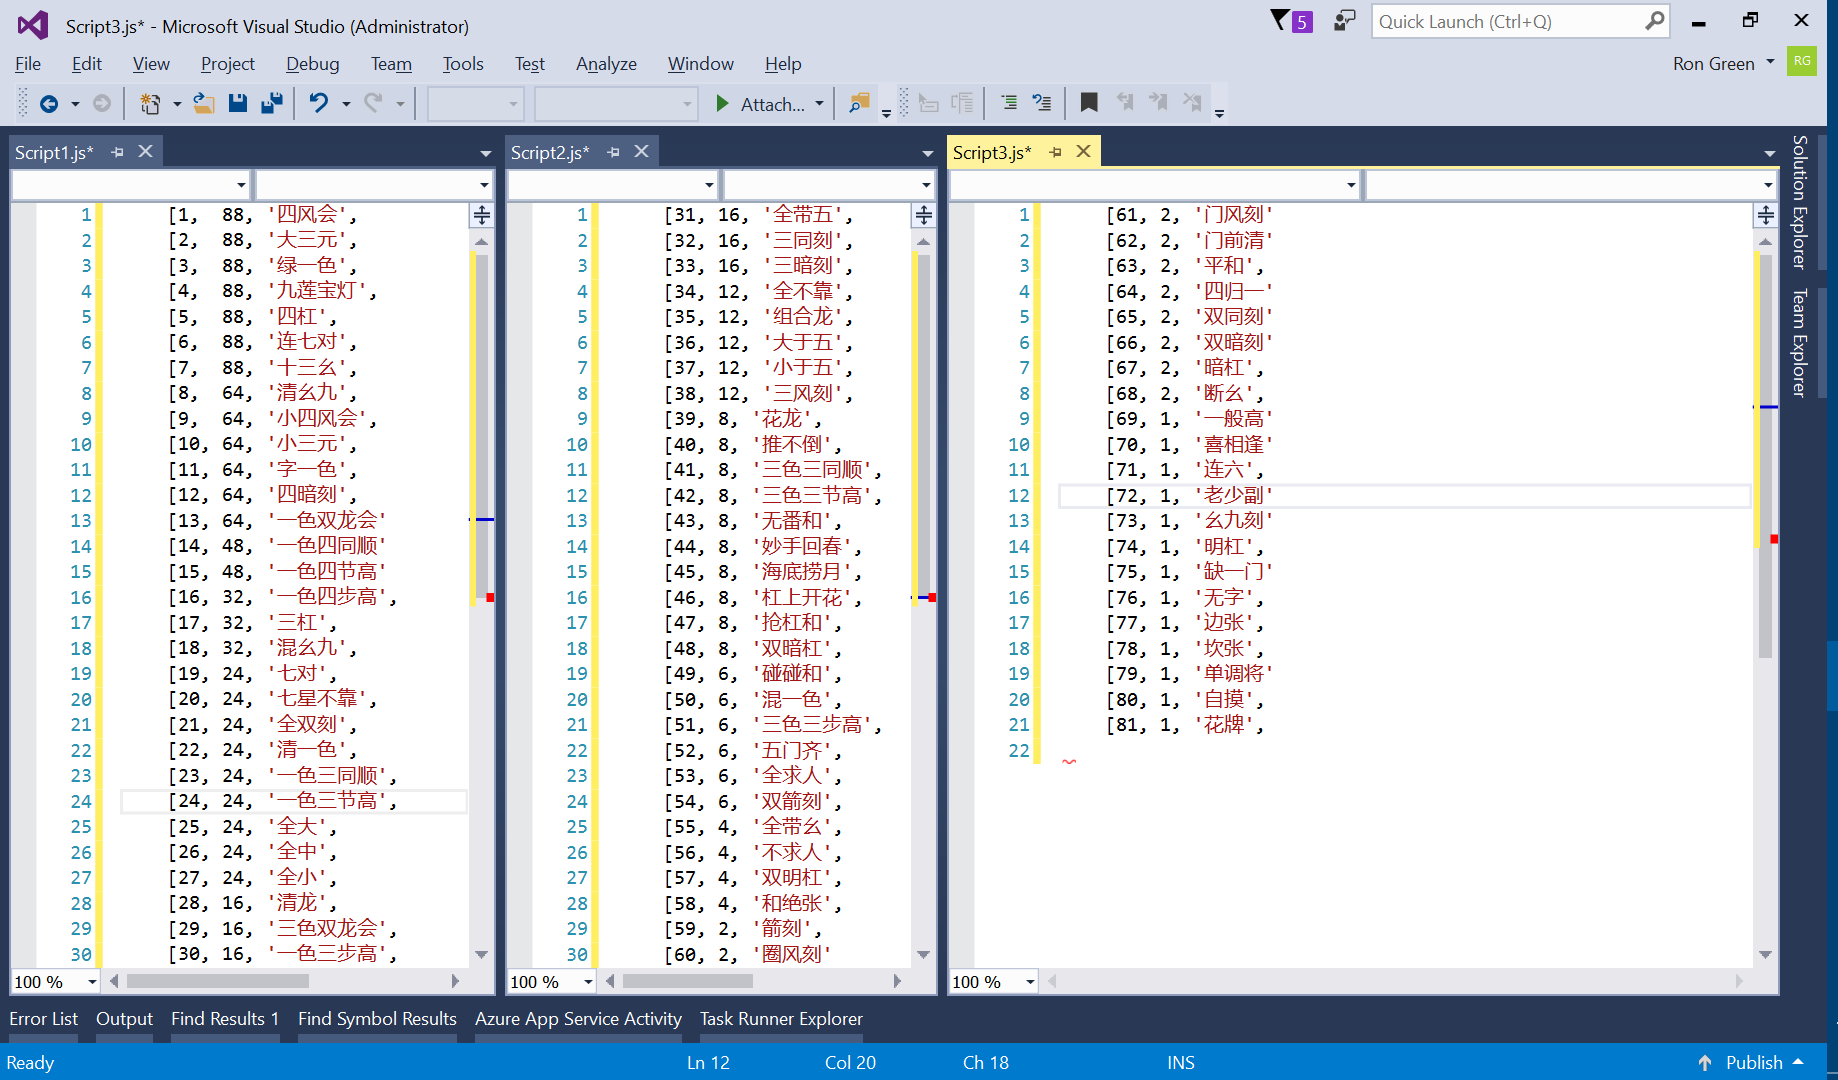 Script3.js* - Microsoft Visual Studio (Administrator)
5
Quick Launch (Ctrl+Q)
File Edit View Project Debug Team Tools Test Analyze Window Help
Ron Green
RG
Attach...
Script1.js*
1 [1,  88, '四风会',
2 [2,  88, '大三元',
3 [3,  88, '绿一色',
4 [4,  88, '九莲宝灯',
5 [5,  88, '四杠',
6 [6,  88, '连七对',
7 [7,  88, '十三幺',
8 [8,  64, '清幺九',
9 [9,  64, '小四风会',
10 [10, 64, '小三元',
11 [11, 64, '字一色',
12 [12, 64, '四暗刻',
13 [13, 64, '一色双龙会'
14 [14, 48, '一色四同顺'
15 [15, 48, '一色四节高'
16 [16, 32, '一色四步高',
17 [17, 32, '三杠',
18 [18, 32, '混幺九',
19 [19, 24, '七对',
20 [20, 24, '七星不靠',
21 [21, 24, '全双刻',
22 [22, 24, '清一色',
23 [23, 24, '一色三同顺',
24 [24, 24, '一色三节高',
25 [25, 24, '全大',
26 [26, 24, '全中',
27 [27, 24, '全小',
28 [28, 16, '清龙',
29 [29, 16, '三色双龙会',
30 [30, 16, '一色三步高',
100 %
Script2.js*
1 [31, 16, '全带五',
2 [32, 16, '三同刻',
3 [33, 16, '三暗刻',
4 [34, 12, '全不靠',
5 [35, 12, '组合龙',
6 [36, 12, '大于五',
7 [37, 12, '小于五',
8 [38, 12, '三风刻',
9 [39, 8, '花龙',
10 [40, 8, '推不倒',
11 [41, 8, '三色三同顺',
12 [42, 8, '三色三节高',
13 [43, 8, '无番和',
14 [44, 8, '妙手回春',
15 [45, 8, '海底捞月',
16 [46, 8, '杠上开花',
17 [47, 8, '抢杠和',
18 [48, 8, '双暗杠',
19 [49, 6, '碰碰和',
20 [50, 6, '混一色',
21 [51, 6, '三色三步高',
22 [52, 6, '五门齐',
23 [53, 6, '全求人',
24 [54, 6, '双箭刻',
25 [55, 4, '全带幺',
26 [56, 4, '不求人',
27 [57, 4, '双明杠',
28 [58, 4, '和绝张',
29 [59, 2, '箭刻',
30 [60, 2, '圈风刻'
100 %
Script3.js*
1 [61, 2, '门风刻'
2 [62, 2, '门前清'
3 [63, 2, '平和',
4 [64, 2, '四归一'
5 [65, 2, '双同刻'
6 [66, 2, '双暗刻'
7 [67, 2, '暗杠',
8 [68, 2, '断幺',
9 [69, 1, '一般高'
10 [70, 1, '喜相逢'
11 [71, 1, '连六',
12 [72, 1, '老少副'
13 [73, 1, '幺九刻'
14 [74, 1, '明杠',
15 [75, 1, '缺一门'
16 [76, 1, '无字',
17 [77, 1, '边张',
18 [78, 1, '坎张',
19 [79, 1, '单调将'
20 [80, 1, '自摸',
21 [81, 1, '花牌',
22
100 %
Solution Explorer
Team Explorer
Error List Output Find Results 1 Find Symbol Results Azure App Service Activity Task Runner Explorer
Ready Ln 12 Col 20 Ch 18 INS Publish